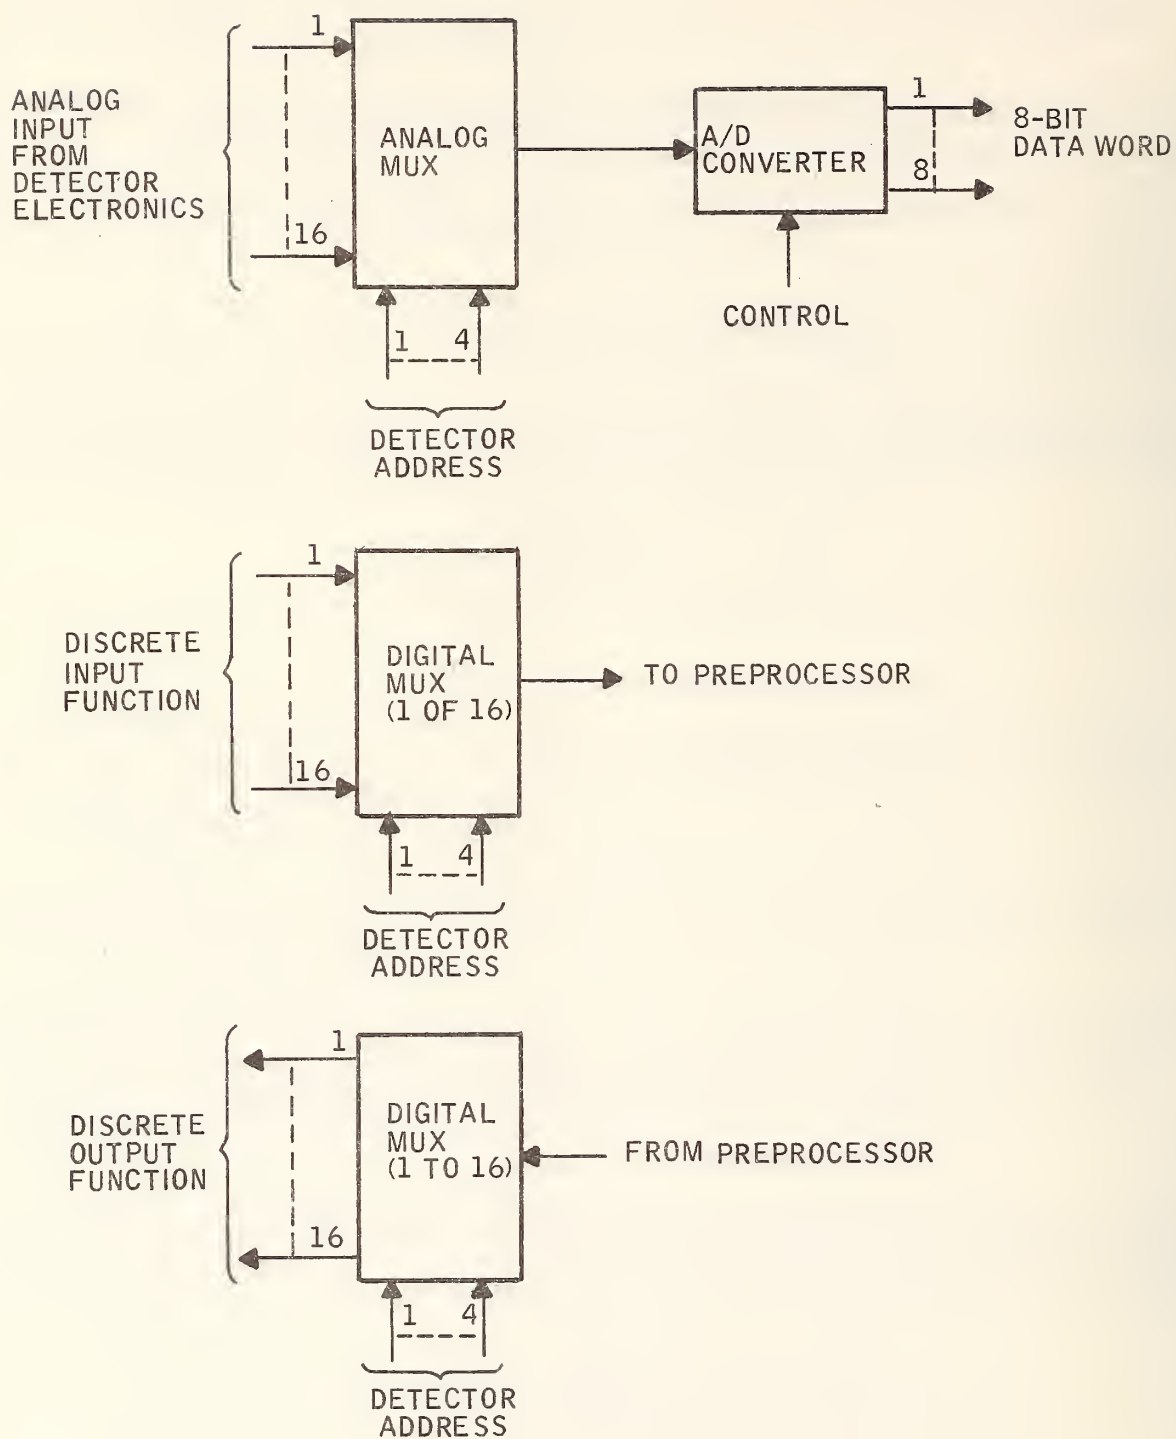 ANALOG
INPUT
FROM
DETECTOR
ELECTRONICS
1
16
ANALOG
MUX
1 4
DETECTOR
ADDRESS
A/D
CONVERTER
CONTROL
1
8
8-BIT
DATA WORD
DISCRETE
INPUT
FUNCTION
1
16
DIGITAL
MUX
(1 OF 16)
1 4
DETECTOR
ADDRESS
TO PREPROCESSOR
DISCRETE
OUTPUT
FUNCTION
1
16
DIGITAL
MUX
(1 TO 16)
1 4
DETECTOR
ADDRESS
FROM PREPROCESSOR